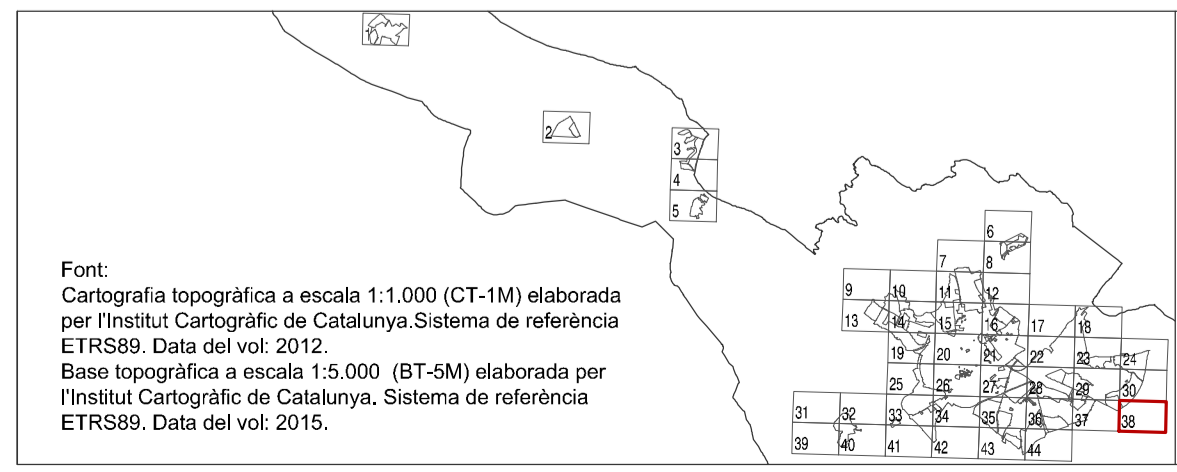 1
2
3
4
5
6
7 8
9 10 11 12
13 14 15 16 17 18
19 20 21 22 23 24
25 26 27 28 29 30
31 32 33 34 35 36 37 38
39 40 41 42 43 44
Font:
Cartografia topogràfica a escala 1:1.000 (CT-1M) elaborada
per l'Institut Cartogràfic de Catalunya.Sistema de referència
ETRS89. Data del vol: 2012.
Base topogràfica a escala 1:5.000 (BT-5M) elaborada per
l'Institut Cartogràfic de Catalunya. Sistema de referència
ETRS89. Data del vol: 2015.